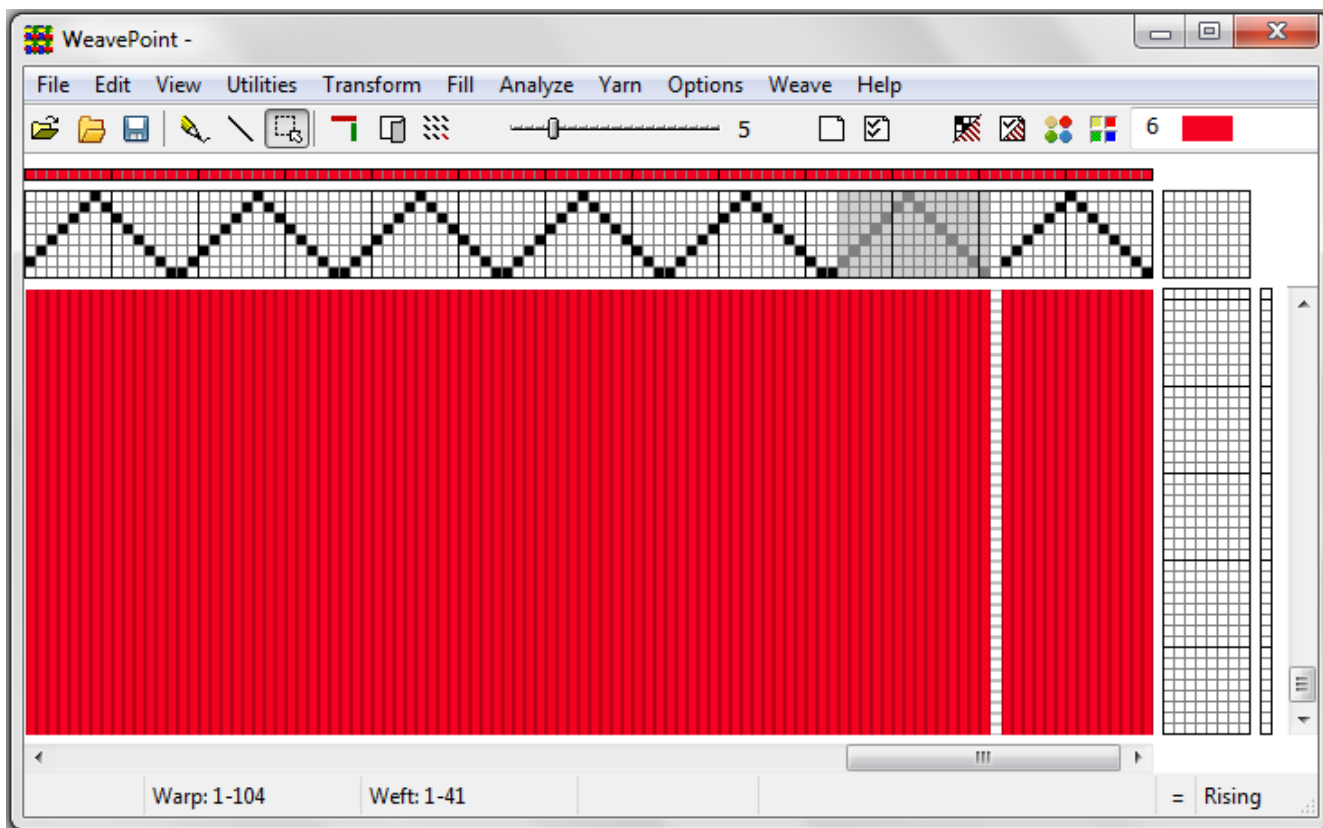 WeavePoint -
File Edit View Utilities Transform Fill Analyze Yarn Options Weave Help
5 6
Warp: 1-104 Weft: 1-41 = Rising